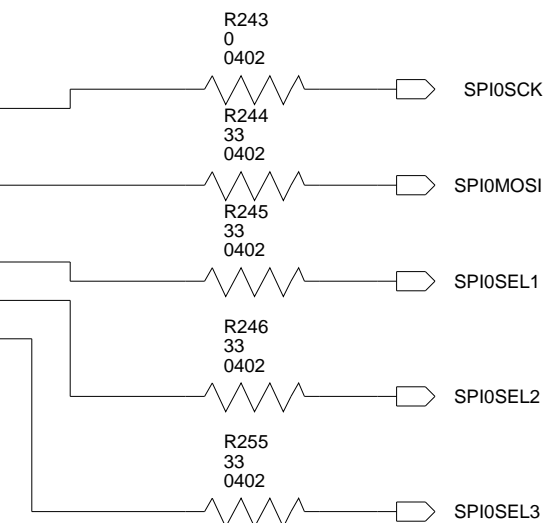 R243
0
0402
SPI0SCK
R244
33
0402
SPI0MOSI
R245
33
0402
SPI0SEL1
R246
33
0402
SPI0SEL2
R255
33
0402
SPI0SEL3